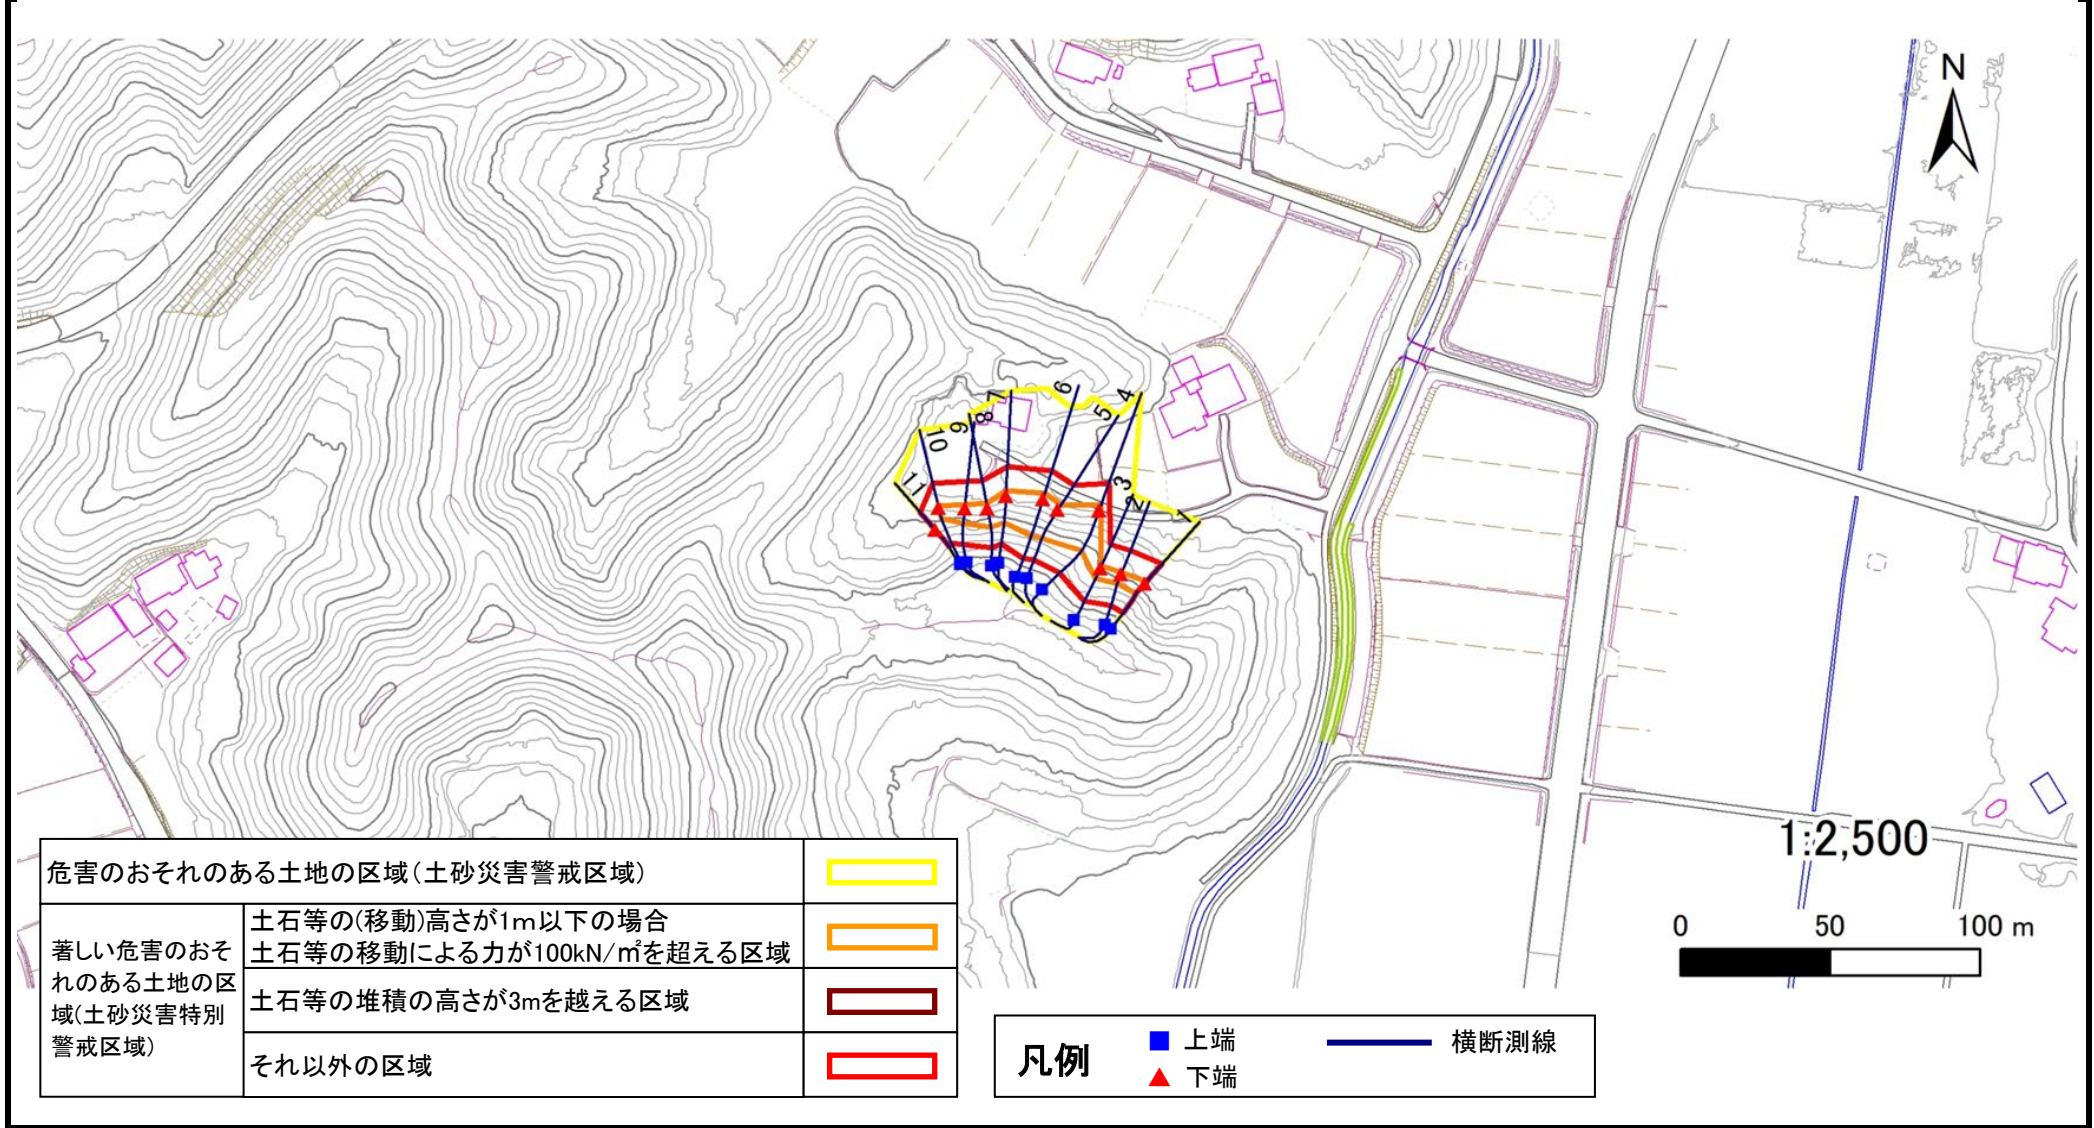 N
6
4
7
5
8
9
10
3
11
2
1
1:2,500
0 50 100 m
危害のおそれのある土地の区域(土砂災害警戒区域)
著しい危害のおそ
れのある土地の区
域(土砂災害特別
警戒区域)
土石等の(移動)高さが1m以下の場合
土石等の移動による力が100kN/㎡を超える区域
土石等の堆積の高さが3mを越える区域
それ以外の区域
凡例
上端
横断測線
下端